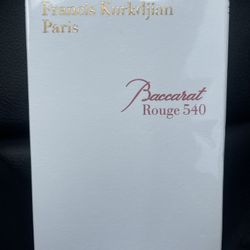 Francis Kurkdjian
Paris
Baccarat
Rouge 540